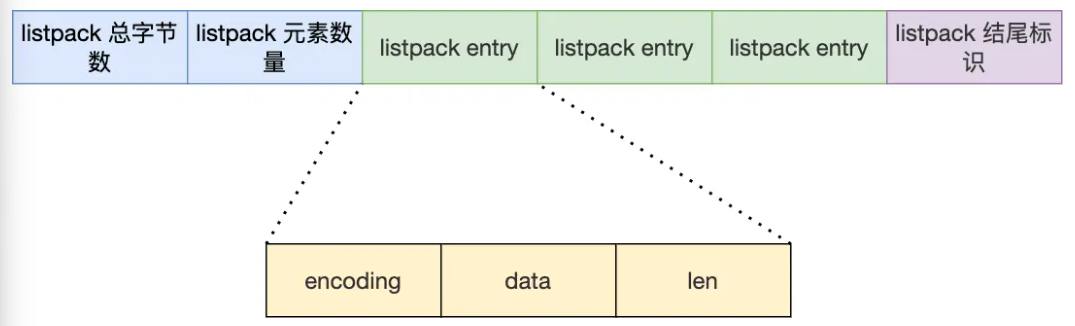 listpack 总字节
数
listpack 元素数
量
listpack entry
listpack entry
listpack entry
listpack 结尾标
识
encoding
data
len